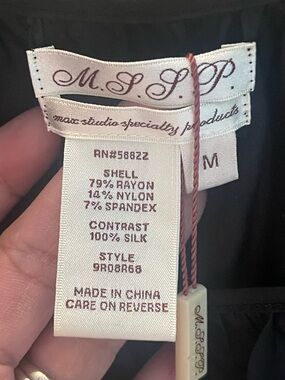 M.S.S.P.
max studio specialty products
M
RN#58822
SHELL
79% RAYON
14% NYLON
7% SPANDEX
CONTRAST
100% SILK
STYLE
9R08R68
MADE IN CHINA
CARE ON REVERSE
M.S.S.P.